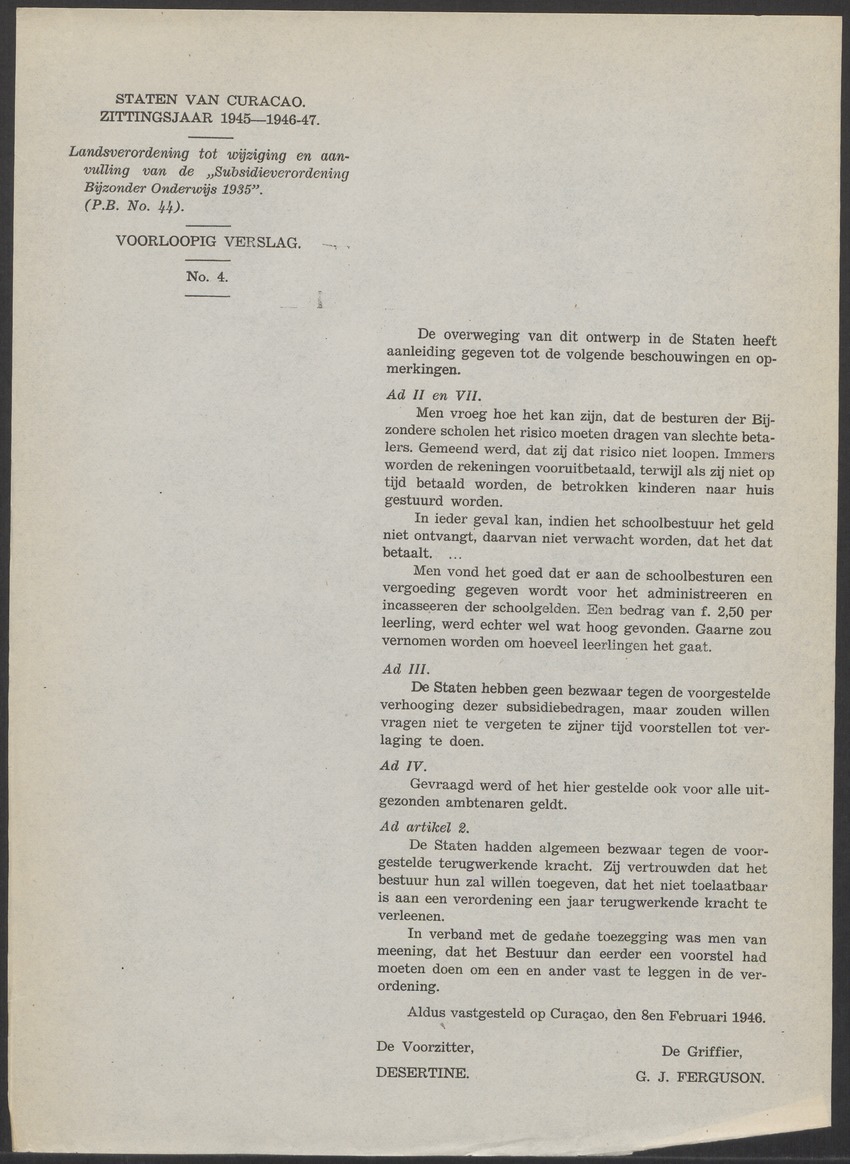 STATEN VAN CURACAO.
ZITTINGSJAAR 1945—1946-47.
Landsverordening tot wijziging en aan-
vulling van de „Subsidieverordening
Bijzonder Onderwijs 1935”.
(P.B. No. 44).
VOORLOOPIG VERSLAG.
No. 4.
De overweging van dit ontwerp in de Staten heeft
aanleiding gegeven tot de volgende beschouwingen en op-
merkingen.
Ad II en VII.
Men vroeg hoe het kan zijn, dat de besturen der Bij-
zondere scholen het risico moeten dragen van slechte beta-
lers. Gemeend werd, dat zij dat risico niet loopen. Immers
worden de rekeningen vooruitbetaald, terwijl als zij niet op
tijd betaald worden, de betrokken kinderen naar huis
gestuurd worden.
In ieder geval kan, indien het schoolbestuur het geld
niet ontvangt, daarvan niet verwacht worden, dat het dat
betaalt. ...
Men vond het goed dat er aan de schoolbesturen een
vergoeding gegeven wordt voor het administreeren en
incasseeren der schoolgelden. Een bedrag van f. 2,50 per
leerling, werd echter wel wat hoog gevonden. Gaarne zou
vernomen worden om hoeveel leerlingen het gaat.
Ad III.
De Staten hebben geen bezwaar tegen de voorgestelde
verhooging dezer subsidiebedragen, maar zouden willen
vragen niet te vergeten te zijner tijd voorstellen tot ver-
laging te doen.
Ad IV.
Gevraagd werd of het hier gestelde ook voor alle uit-
gezonden ambtenaren geldt.
Ad artikel 2.
De Staten hadden algemeen bezwaar tegen de voor-
gestelde terugwerkende kracht. Zij vertrouwden dat het
bestuur hun zal willen toegeven, dat het niet toelaatbaar
is aan een verordening een jaar terugwerkende kracht te
verleenen.
In verband met de gedane toezegging was men van
meening, dat het Bestuur dan eerder een voorstel had
moeten doen om een en ander vast te leggen in de ver-
ordening.
Aldus vastgesteld op Curaçao, den 8en Februari 1946.
De Voorzitter,
DESERTINE.
De Griffier,
G. J. FERGUSON.